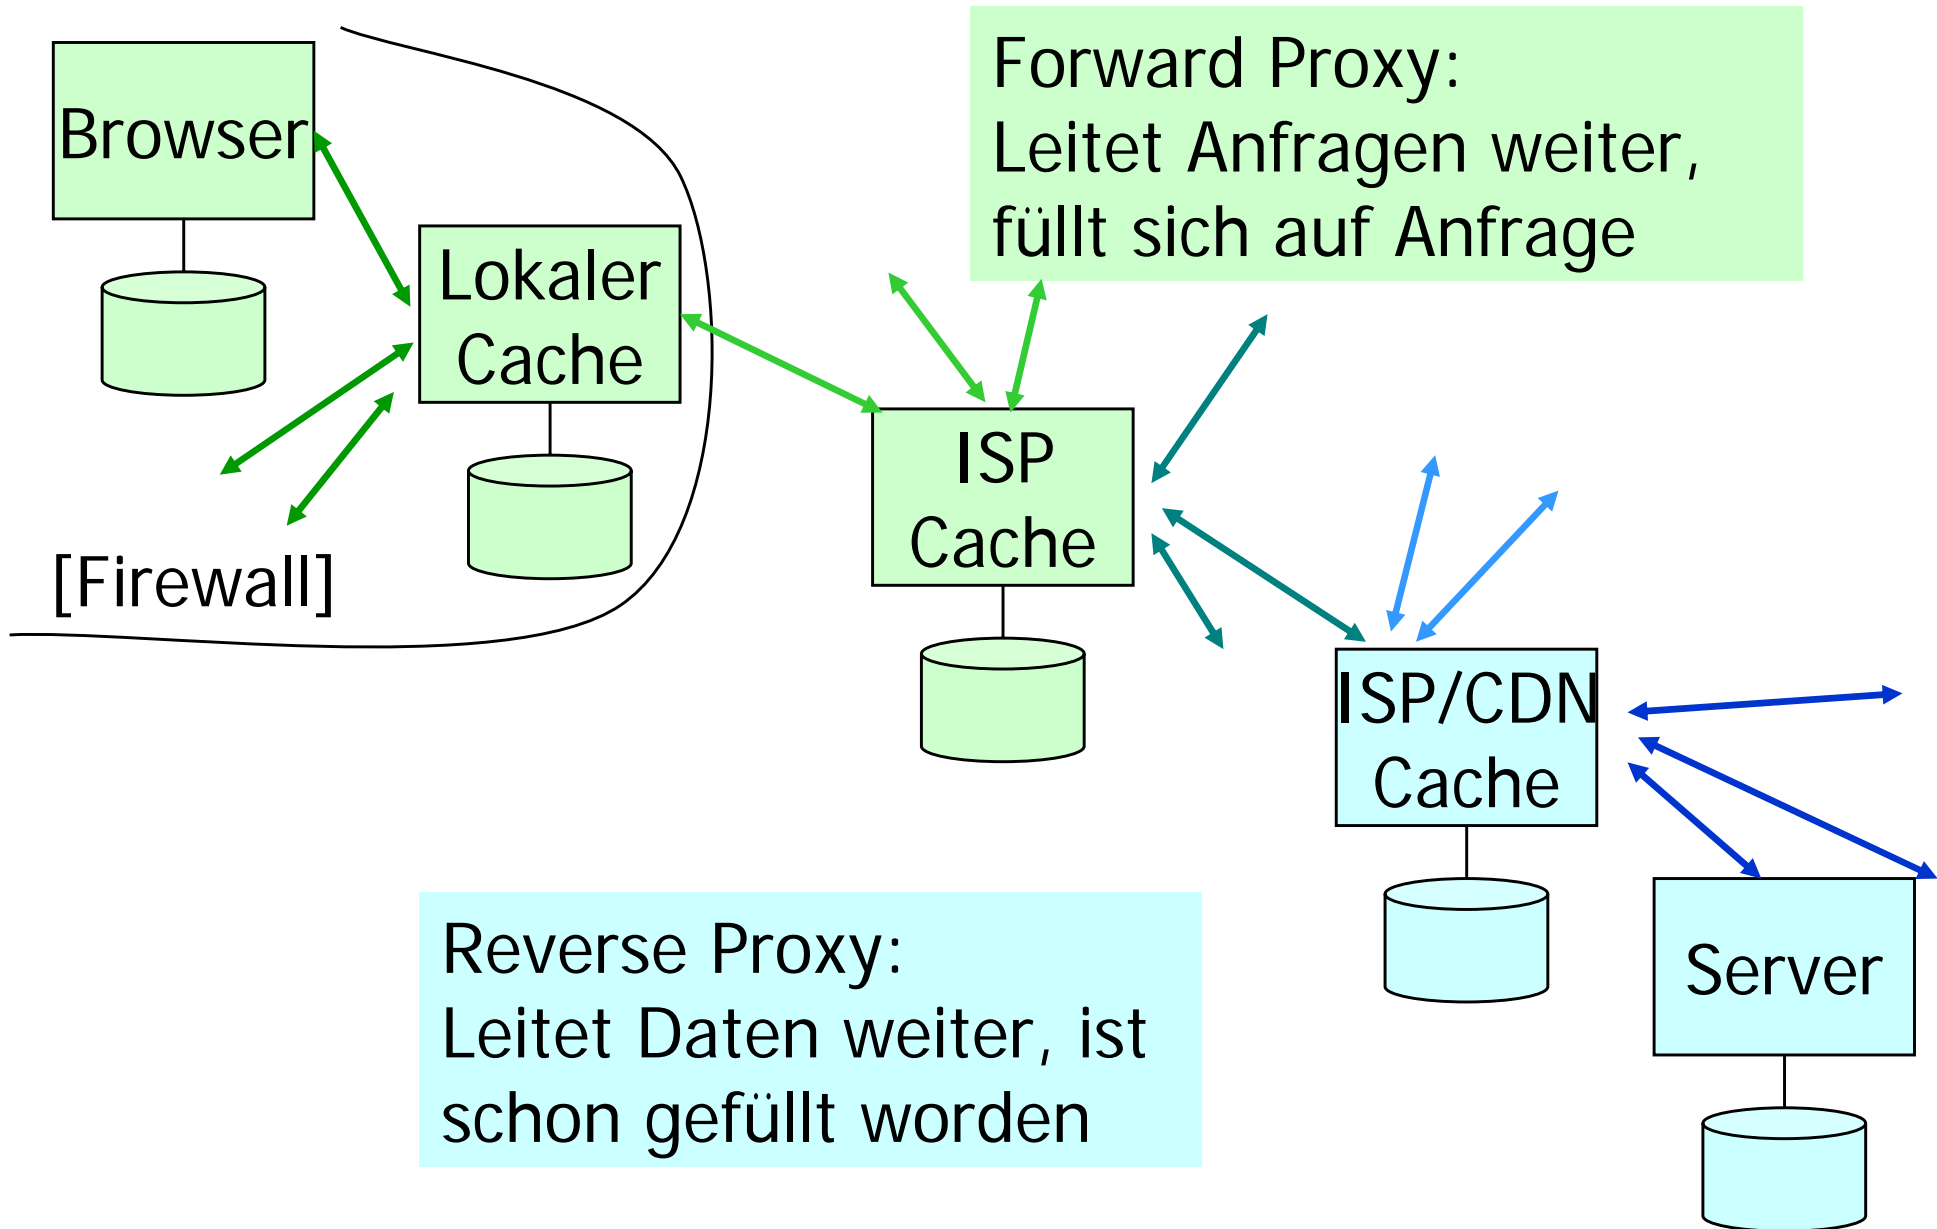 Browser
Forward Proxy:
Leitet Anfragen weiter,
füllt sich auf Anfrage
Lokaler
Cache
ISP
Cache
[Firewall]
ISP/CDN
Cache
Reverse Proxy:
Leitet Daten weiter, ist
schon gefüllt worden
Server